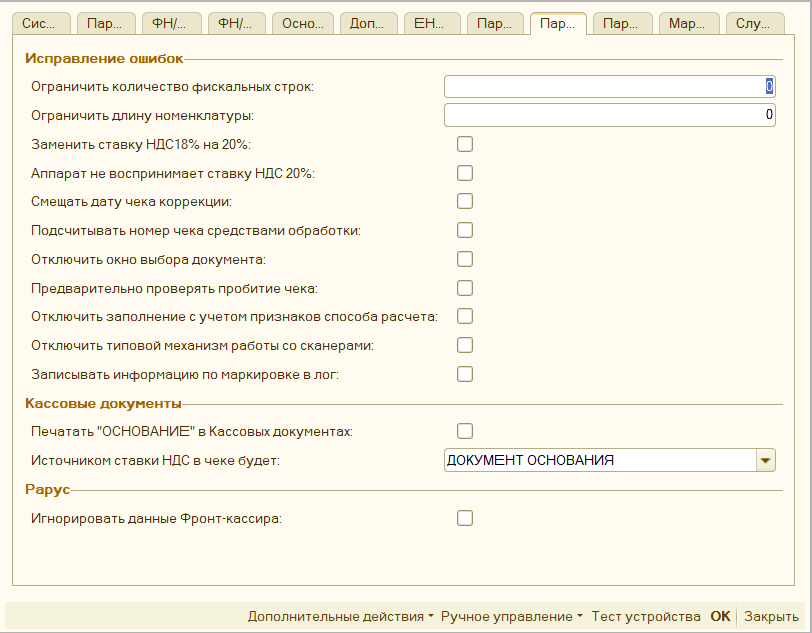 Сис... Пар... ФН/... ФН/... Осно... Доп... ЕН... Пар... Пар... Пар... Мар... Слу...
Исправление ошибок
Ограничить количество фискальных строк: 0
Ограничить длину номенклатуры: 0
Заменить ставку НДС18% на 20%:
Аппарат не воспринимает ставку НДС 20%:
Смещать дату чека коррекции:
Подсчитывать номер чека средствами обработки:
Отключить окно выбора документа:
Предварительно проверять пробитие чека:
Отключить заполнение с учетом признаков способа расчета:
Отключить типовой механизм работы со сканерами:
Записывать информацию по маркировке в лог:
Кассовые документы
Печатать "ОСНОВАНИЕ" в Кассовых документах:
Источником ставки НДС в чеке будет: ДОКУМЕНТ ОСНОВАНИЯ
Рарус
Игнорировать данные Фронт-кассира:
Дополнительные действия Ручное управление Тест устройства OK Закрыть